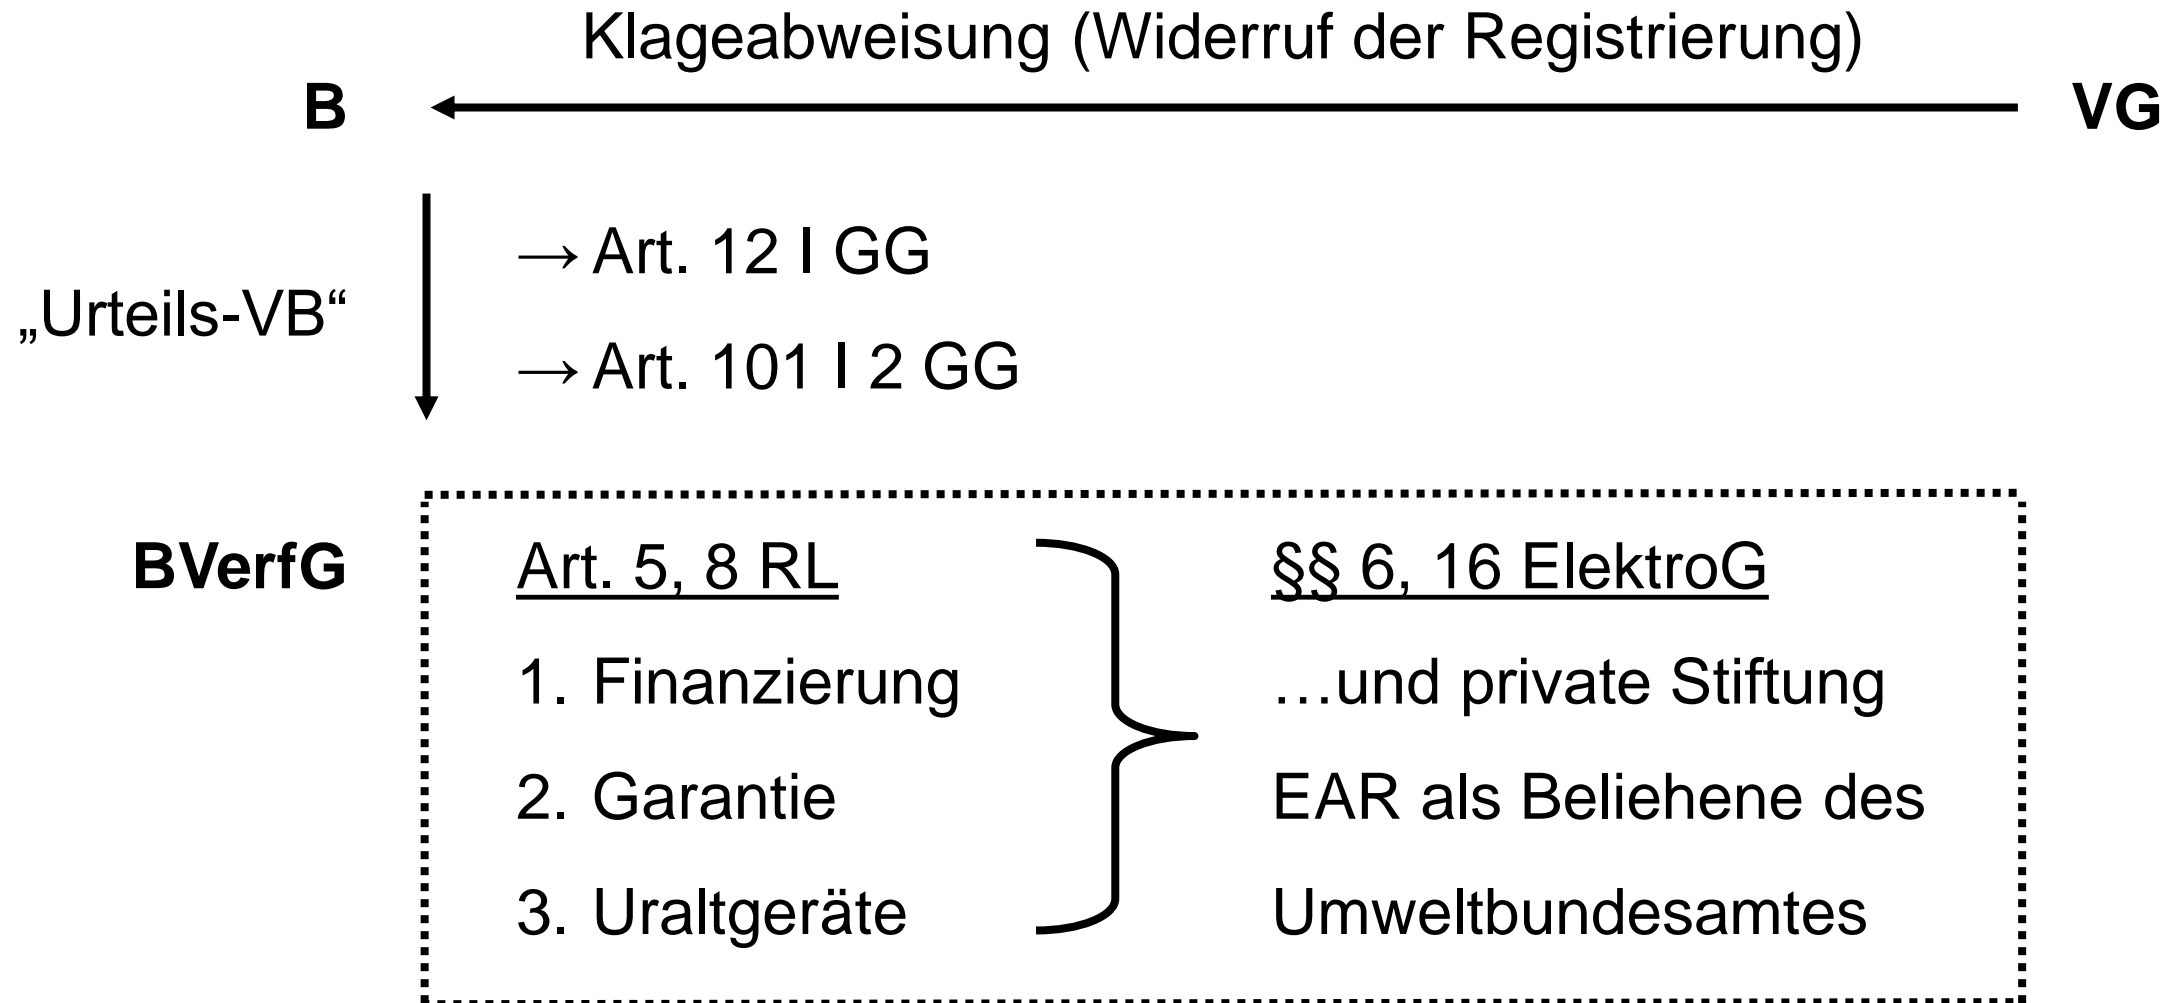 Klageabweisung (Widerruf der Registrierung)
B
VG
→ Art. 12 I GG
„Urteils-VB“
→ Art. 101 I 2 GG
BVerfG
Art. 5, 8 RL
§§ 6, 16 ElektroG
1. Finanzierung
…und private Stiftung
2. Garantie
EAR als Beliehene des
3. Uraltgeräte
Umweltbundesamtes